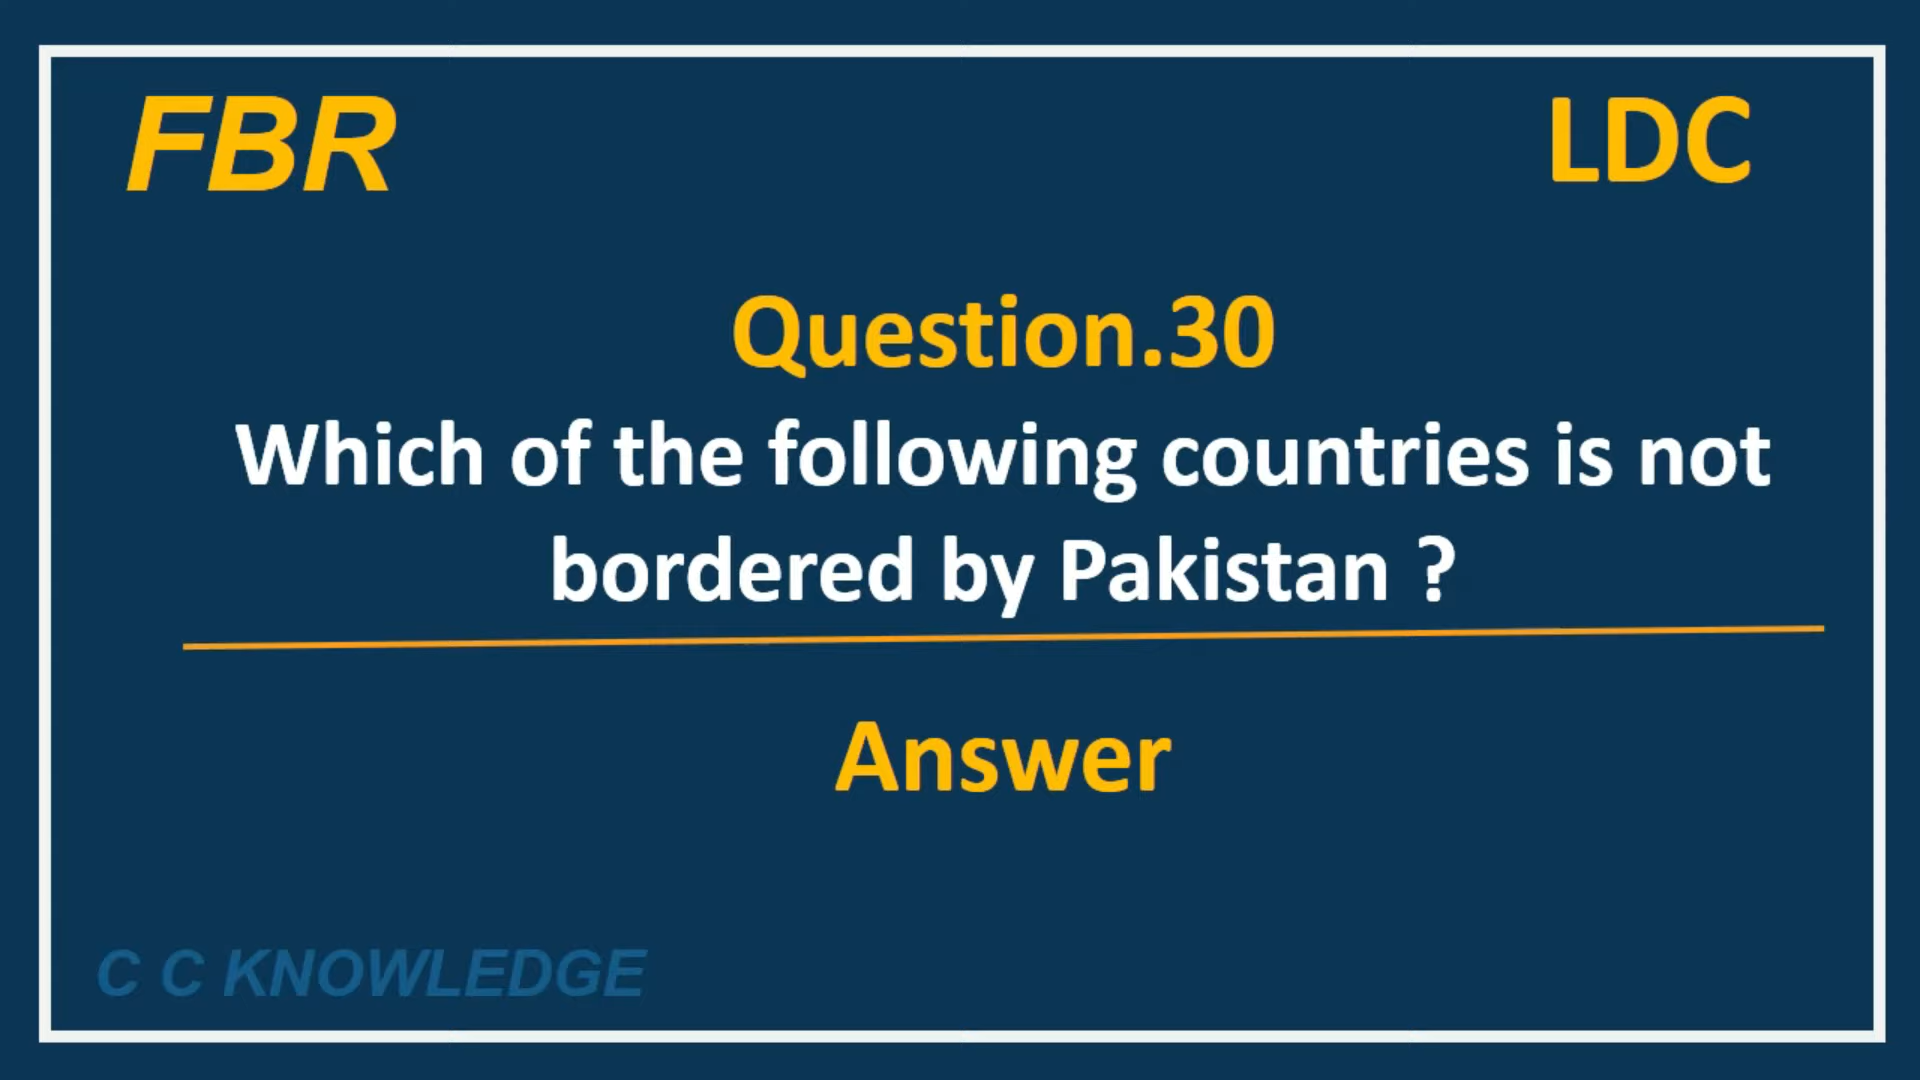 FBR
LDC
Question.30
Which of the following countries is not
bordered by Pakistan ?
Answer
C C KNOWLEDGE